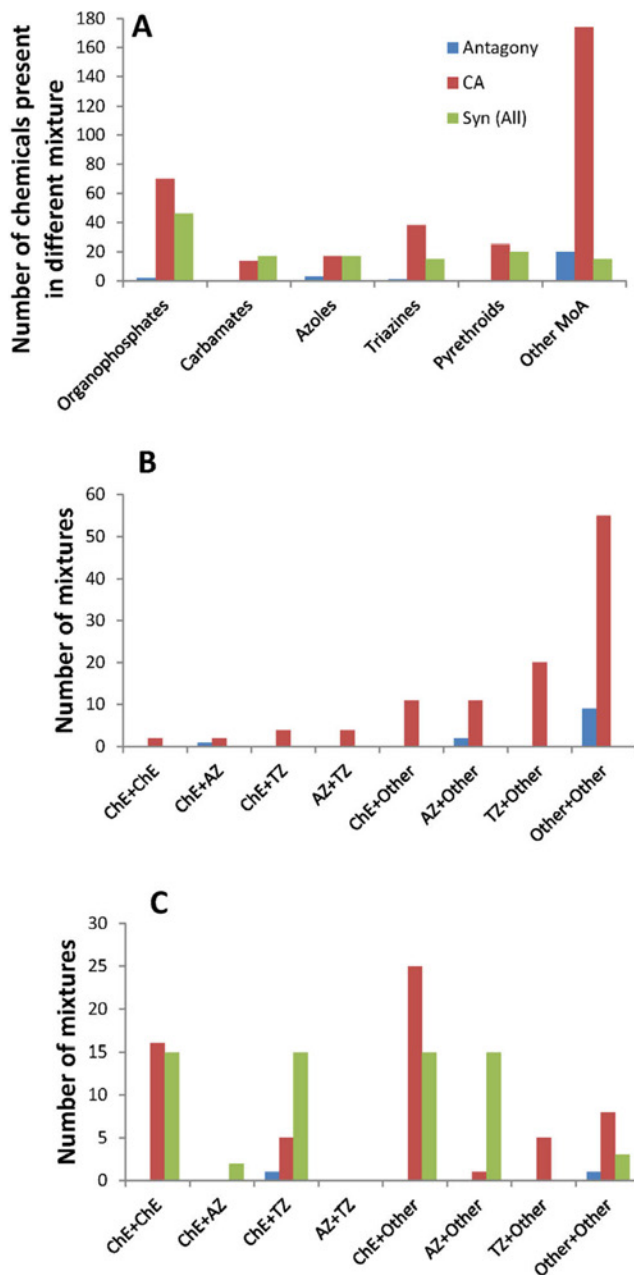 A
Number of chemicals present
in different mixture
180
160
140
120
100
80
60
40
20
0
Antagony
CA
Syn (All)
Organophosphates
Carbamates
Azoles
Triazines
Pyrethroids
Other MoA
B
Number of mixtures
60
50
40
30
20
10
0
ChE+ChE
ChE+AZ
ChE+TZ
AZ+TZ
ChE+Other
AZ+Other
TZ+Other
Other+Other
C
Number of mixtures
30
25
20
15
10
5
0
ChE+ChE
ChE+AZ
ChE+TZ
AZ+TZ
ChE+Other
AZ+Other
TZ+Other
Other+Other